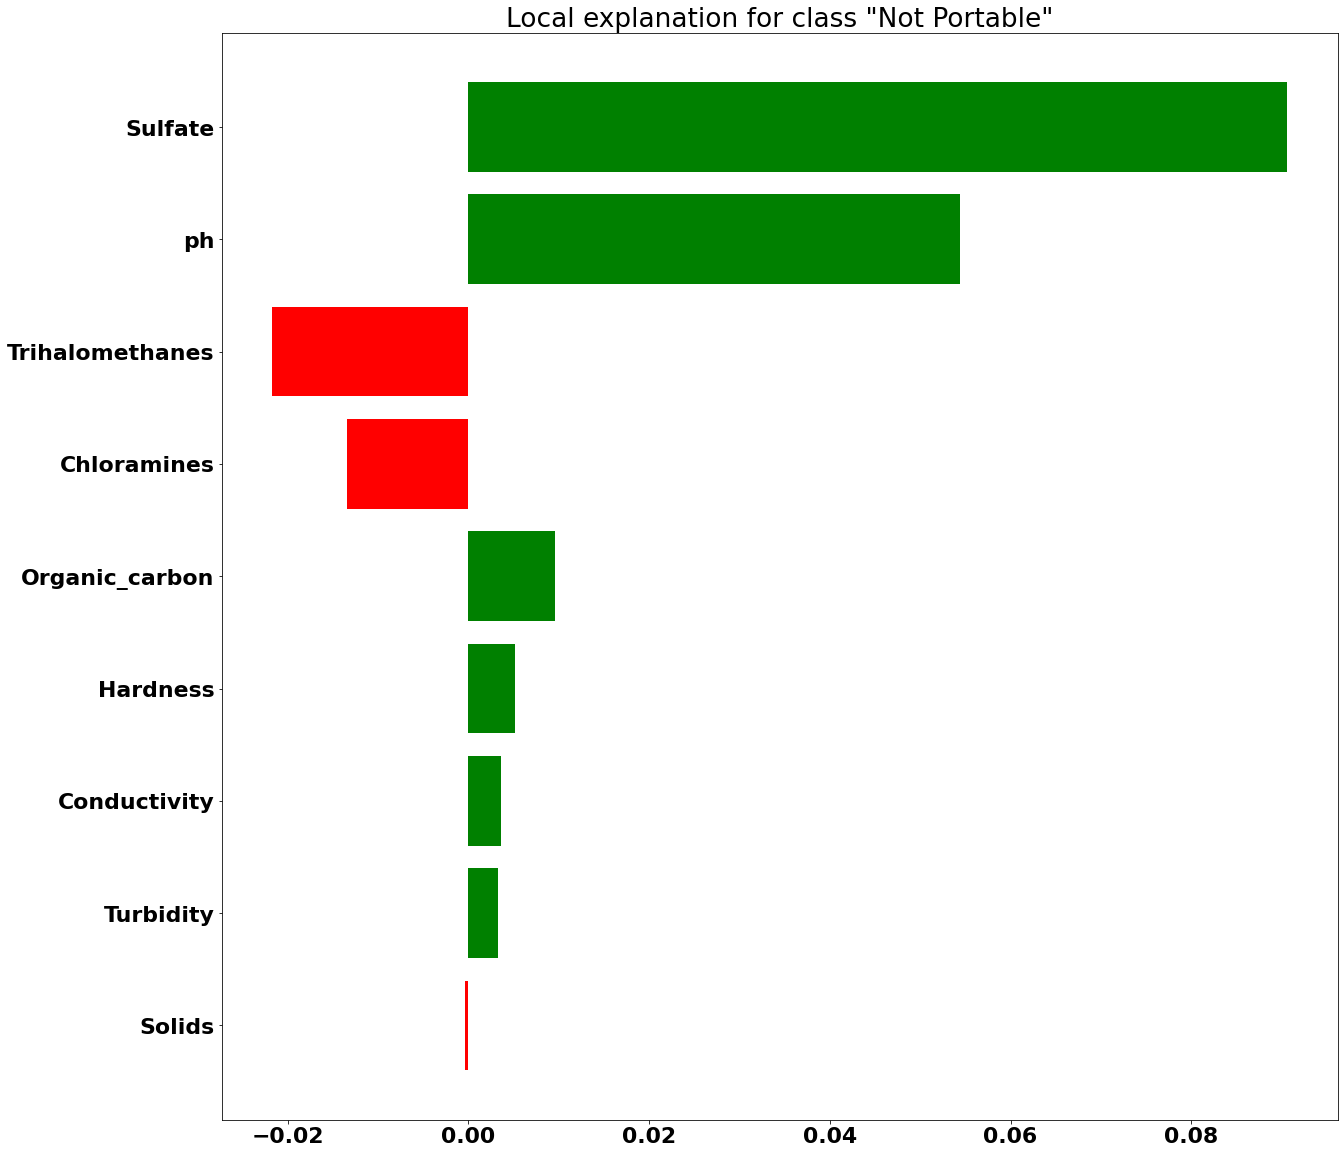 Local explanation for class "Not Portable"
Sulfate
ph
Trihalomethanes
Chloramines
Organic_carbon
Hardness
Conductivity
Turbidity
Solids
−0.02 0.00 0.02 0.04 0.06 0.08